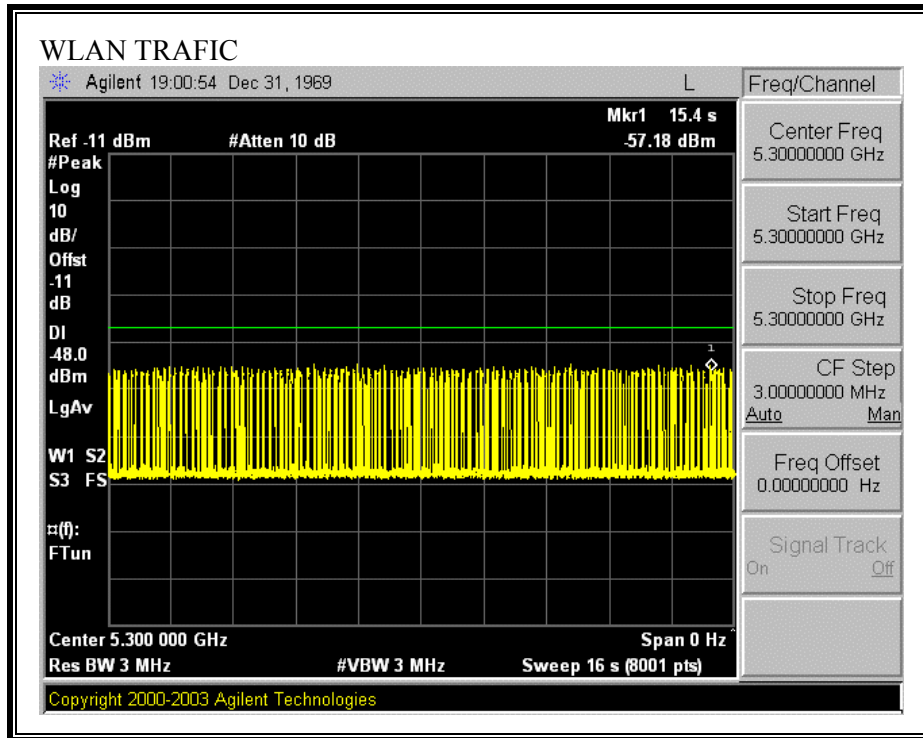 WLAN TRAFIC
Agilent 19:00:54 Dec 31, 1969 L
Freq/Channel
Mkr1 15.4 s
Ref -11 dBm #Atten 10 dB -57.18 dBm
#Peak
Log
10
dB/
Offst
-11
dB
DI
-48.0
dBm
LgAv
W1 S2
S3 FS
¤(f):
FTun
1
Center 5.300 000 GHz Span 0 Hz
Res BW 3 MHz #VBW 3 MHz Sweep 16 s (8001 pts)
Copyright 2000-2003 Agilent Technologies
Center Freq
5.30000000 GHz
Start Freq
5.30000000 GHz
Stop Freq
5.30000000 GHz
CF Step
3.00000000 MHz
Auto Man
Freq Offset
0.00000000 Hz
Signal Track
On Off